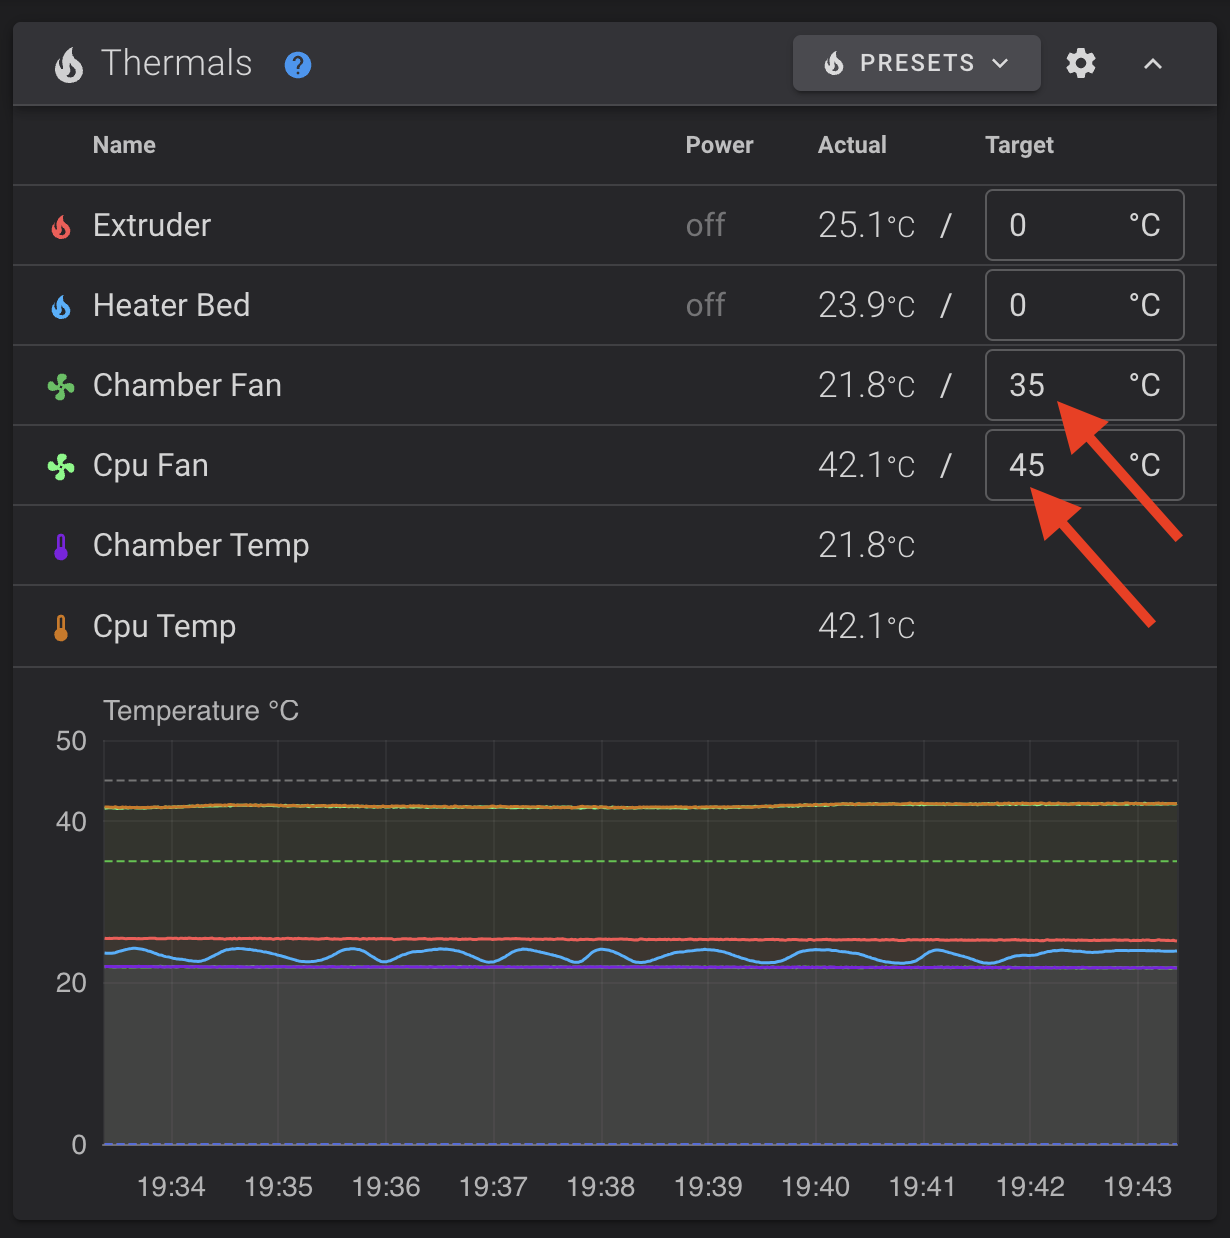 Thermals ? PRESETS
Name Power Actual Target
Extruder off 25.1°C / 0 °C
Heater Bed off 23.9°C / 0 °C
Chamber Fan 21.8°C / 35 °C
Cpu Fan 42.1°C / 45 °C
Chamber Temp 21.8°C
Cpu Temp 42.1°C
Temperature °C
50
40
20
0
19:34 19:35 19:36 19:37 19:38 19:39 19:40 19:41 19:42 19:43